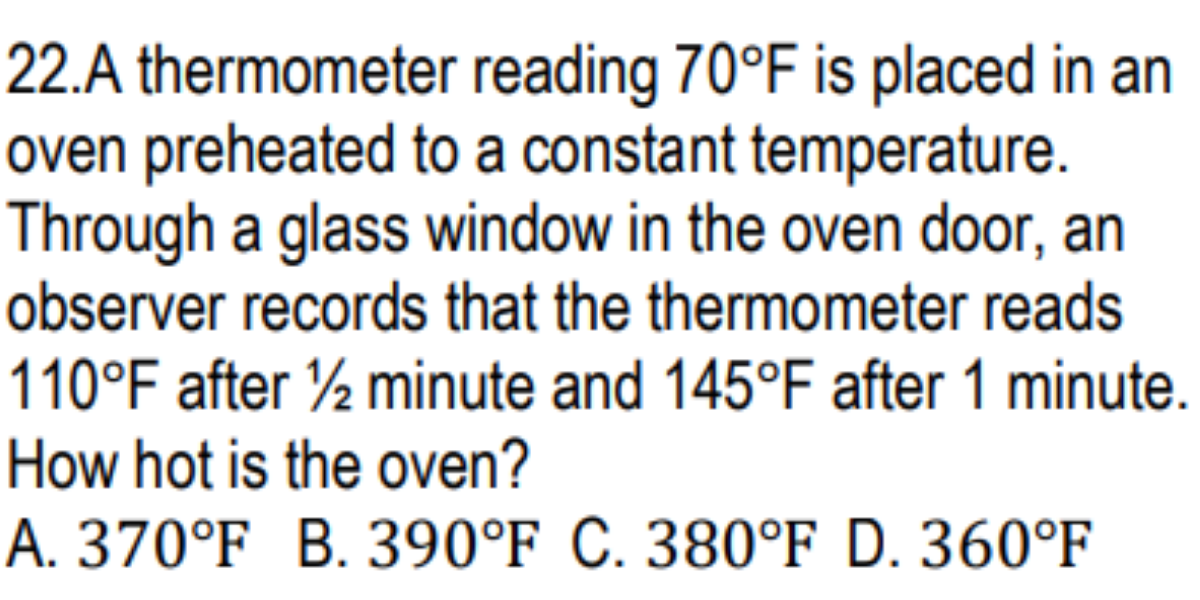 22.A thermometer reading 70°F is placed in an
oven preheated to a constant temperature.
Through a glass window in the oven door, an
observer records that the thermometer reads
110°F after ½ minute and 145°F after 1 minute.
How hot is the oven?
A. 370°F B. 390°F C. 380°F D. 360°F